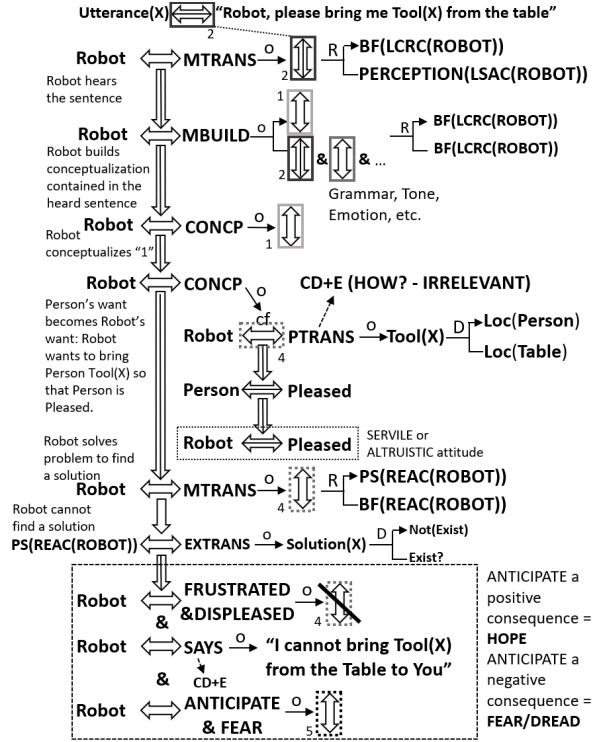 Utterance(X) "Robot, please bring me Tool(X) from the table"
2
Robot MTRANS o 2 R BF(LCRC(ROBOT))
PERCEPTION(LSAC(ROBOT))
Robot hears
the sentence
1
Robot MBUILD o R BF(LCRC(ROBOT))
BF(LCRC(ROBOT))
2 & & ...
Robot builds
conceptualization
contained in the
heard sentence
Grammar, Tone,
Emotion, etc.
Robot CONCP o 1
Robot
conceptualizes "1"
Robot CONCP o
CD+E (HOW? - IRRELEVANT)
cf
Robot 4 PTRANS o Tool(X) D Loc(Person)
Loc(Table)
Person's want
becomes Robot's
want: Robot
wants to bring
Person Tool(X) so
that Person is
Pleased.
Person Pleased
Robot Pleased
SERVILE or
ALTRUISTIC attitude
Robot solves
problem to find
a solution
Robot MTRANS o 4 R PS(REAC(ROBOT))
BF(REAC(ROBOT))
Robot cannot
find a solution
PS(REAC(ROBOT)) EXTRANS o Solution(X) D Not(Exist)
Exist?
Robot FRUSTRATED
&DISPLEASED o 4
&
Robot SAYS o "I cannot bring Tool(X)
from the Table to You"
& CD+E
Robot ANTICIPATE
& FEAR o 5
ANTICIPATE a
positive
consequence =
HOPE
ANTICIPATE a
negative
consequence =
FEAR/DREAD